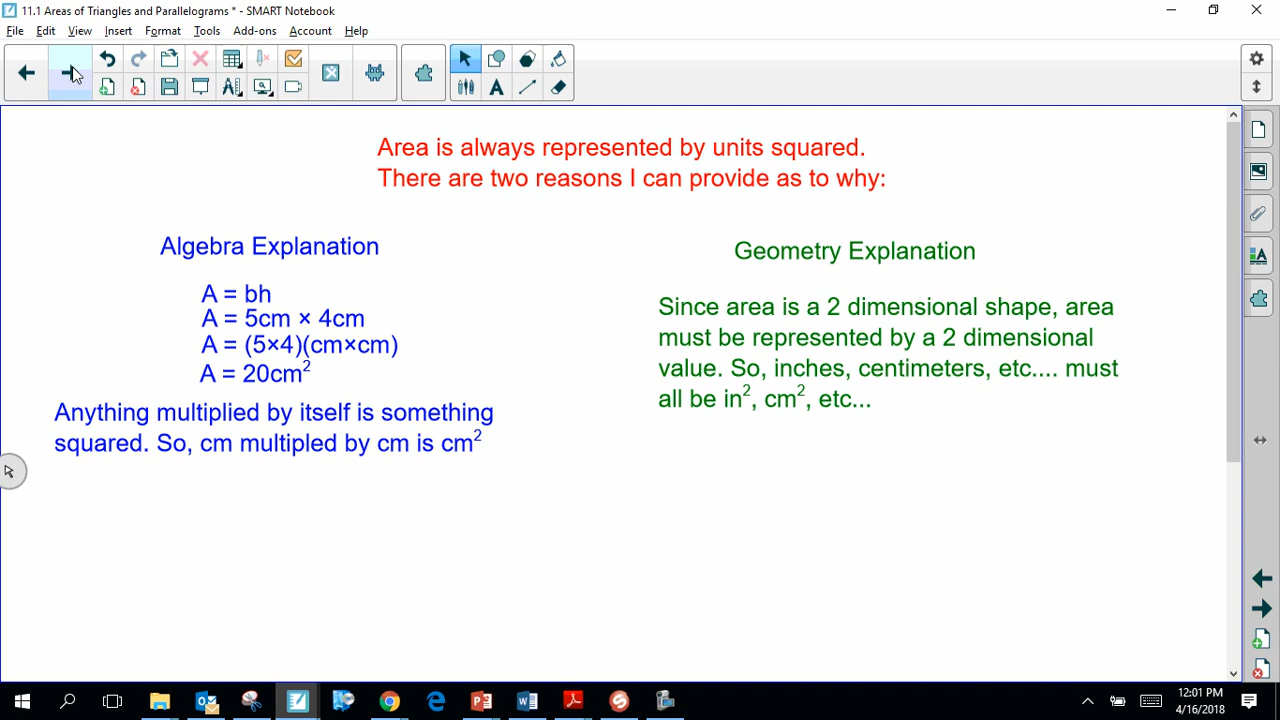 11.1 Areas of Triangles and Parallelograms * - SMART Notebook
File Edit View Insert Format Tools Add-ons Account Help
Area is always represented by units squared.
There are two reasons I can provide as to why:
Algebra Explanation
A = bh
A = 5cm × 4cm
A = (5×4)(cm×cm)
A = 20cm²
Anything multiplied by itself is something
squared. So, cm multipled by cm is cm²
Geometry Explanation
Since area is a 2 dimensional shape, area
must be represented by a 2 dimensional
value. So, inches, centimeters, etc.... must
all be in², cm², etc...
12:01 PM
4/16/2018